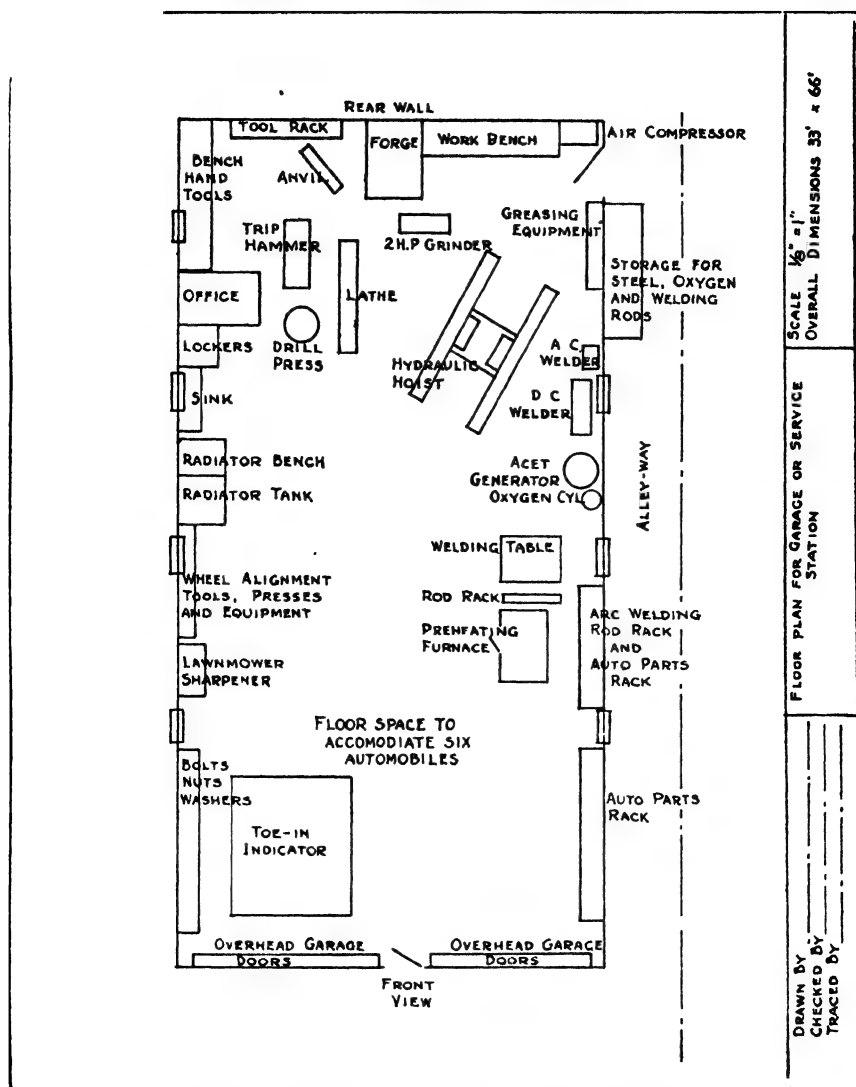 REAR WALL
TOOL RACK
FORGE
WORK BENCH
AIR COMPRESSOR
BENCH
HAND
TOOLS
ANVIL
TRIP
HAMMER
2 H.P GRINDER
GREASING
EQUIPMENT
STORAGE FOR
STEEL, OXYGEN
AND WELDING
RODS
OFFICE
LATHE
LOCKERS
DRILL
PRESS
HYDRAULIC
HOIST
A C
WELDER
SINK
D C
WELDER
RADIATOR BENCH
RADIATOR TANK
ACET
GENERATOR
OXYGEN CYL
ALLEY-WAY
WELDING TABLE
WHEEL ALIGNMENT
TOOLS, PRESSES
AND EQUIPMENT
ROD RACK
PREHEATING
FURNACE
ARC WELDING
ROD RACK
AND
AUTO PARTS
RACK
LAWNMOWER
SHARPENER
FLOOR SPACE TO
ACCOMODIATE SIX
AUTOMOBILES
BOLTS
NUTS
WASHERS
TOE-IN
INDICATOR
AUTO PARTS
RACK
OVERHEAD GARAGE
DOORS
OVERHEAD GARAGE
DOORS
FRONT
VIEW
SCALE 1/8" = 1"
OVERALL DIMENSIONS 33' x 66'
FLOOR PLAN FOR GARAGE OR SERVICE
STATION
DRAWN BY
CHECKED BY
TRACED BY